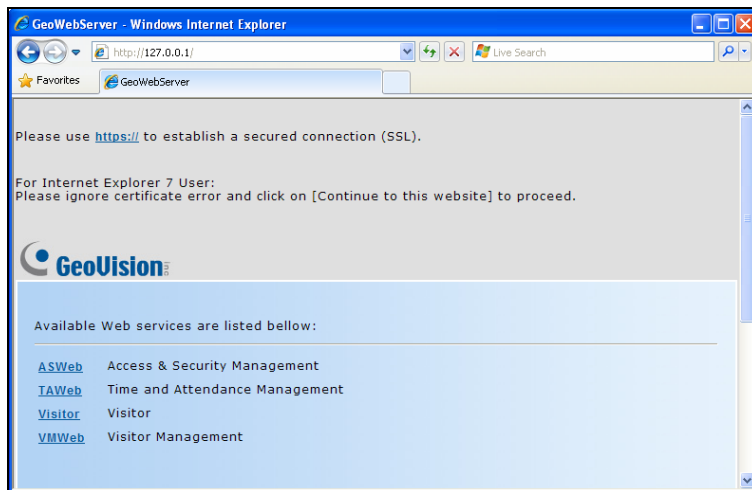 GeoWebServer - Windows Internet Explorer
http://127.0.0.1/ Live Search
Favorites GeoWebServer
Please use https:// to establish a secured connection (SSL).
For Internet Explorer 7 User:
Please ignore certificate error and click on [Continue to this website] to proceed.
GeoVision
Available Web services are listed bellow:
ASWeb Access & Security Management
TAWeb Time and Attendance Management
Visitor Visitor
VMWeb Visitor Management